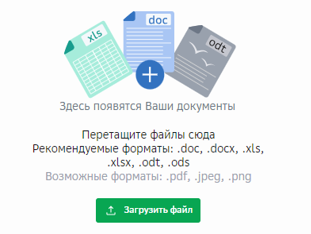 xls
doc
odt
Здесь появятся Ваши документы
Перетащите файлы сюда
Рекомендуемые форматы: .doc, .docx, .xls,
.xlsx, .odt, .ods
Возможные форматы: .pdf, .jpeg, .png
Загрузить файл